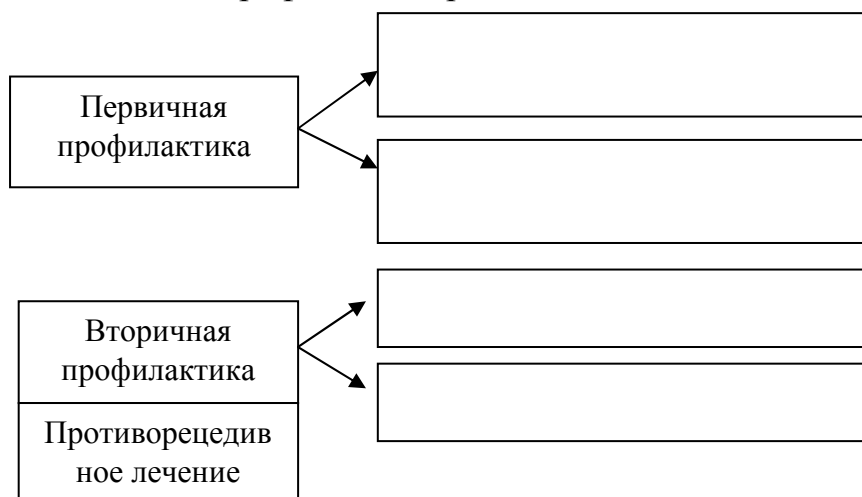 Первичная
профилактика
Вторичная
профилактика
Противорецедив
ное лечение